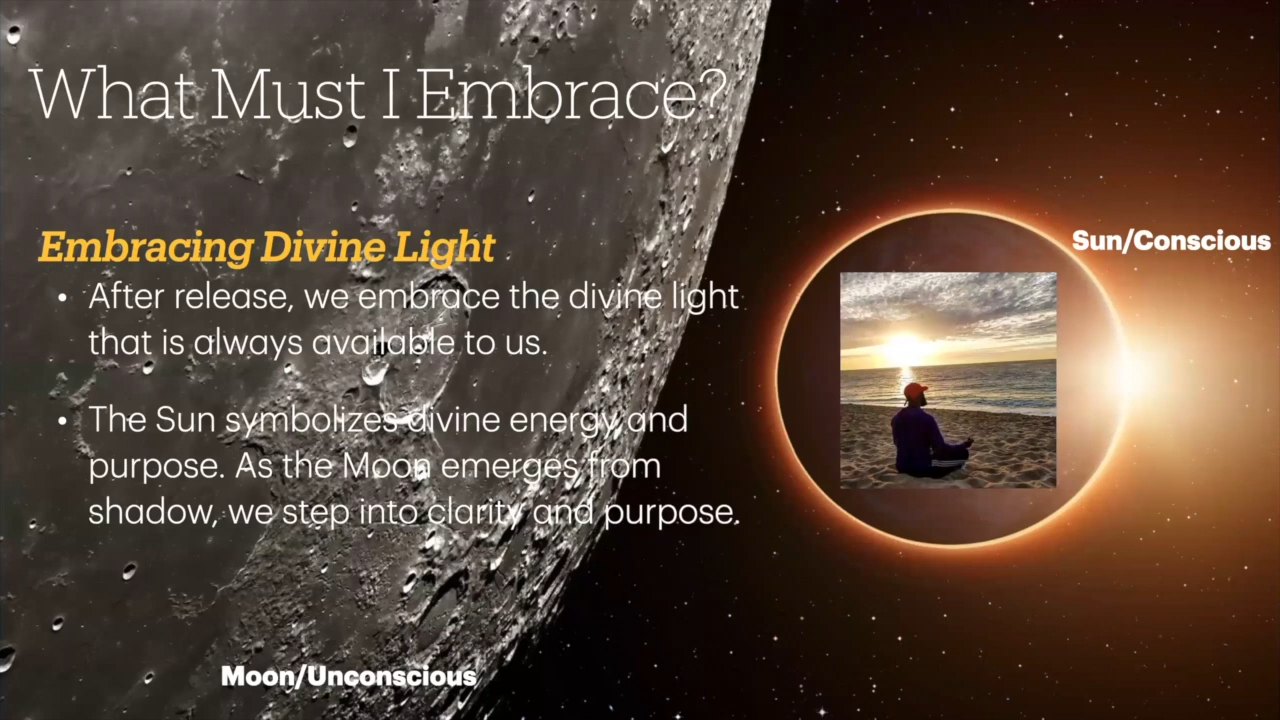 What Must I Embrace?
Embracing Divine Light
• After release, we embrace the divine light
that is always available to us.
• The Sun symbolizes divine energy and
purpose. As the Moon emerges from
shadow, we step into clarity and purpose.
Sun/Conscious
Moon/Unconscious